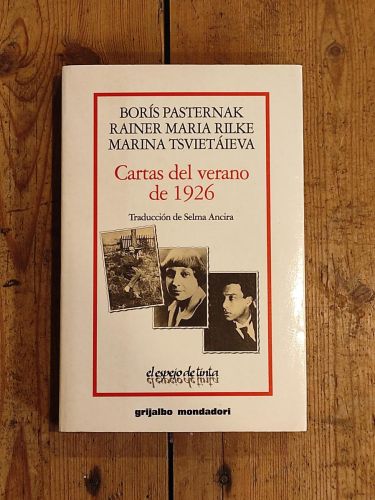 BORÍS PASTERNAK
RAINER MARIA RILKE
MARINA TSVIETÁIEVA
Cartas del verano
de 1926
Traducción de Selma Ancira
el espejo de tinta
grijalbo mondadori